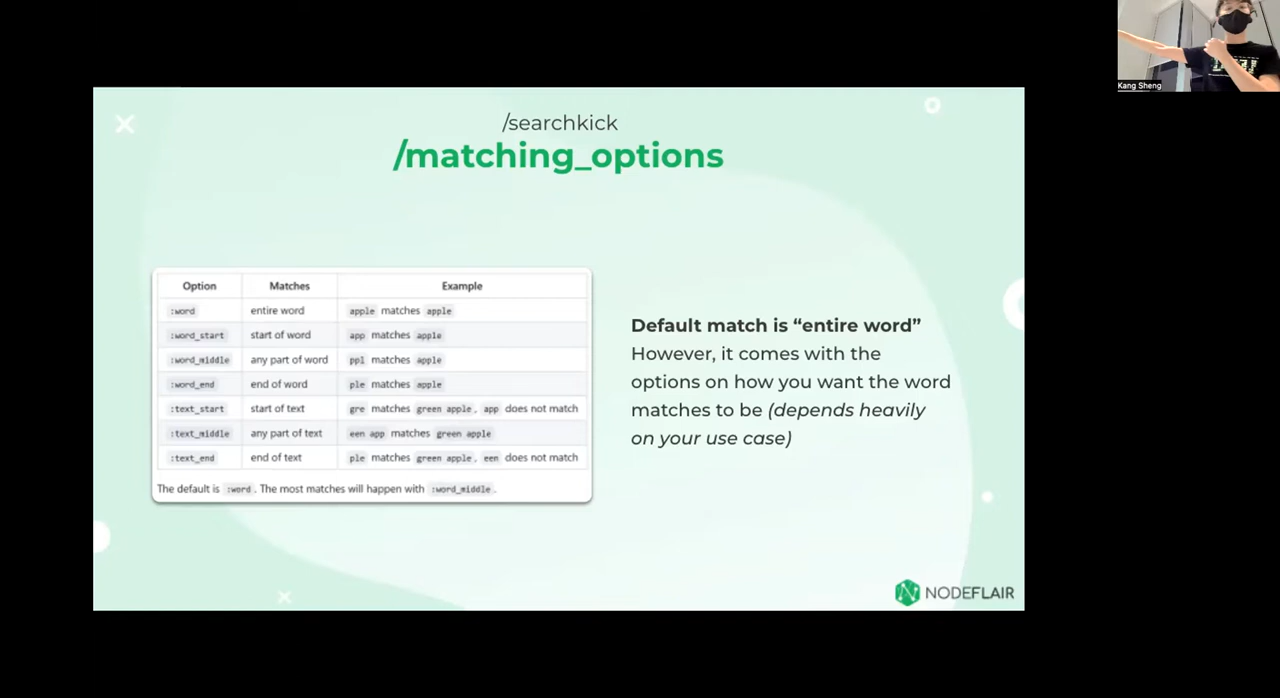 Kang Sheng
/searchkick
/matching_options
Option Matches Example
:word entire word apple matches apple
:word_start start of word app matches apple
:word_middle any part of word ppl matches apple
:word_end end of word ple matches apple
:text_start start of text gre matches green apple, app does not match
:text_middle any part of text een app matches green apple
:text_end end of text ple matches green apple, een does not match
The default is :word. The most matches will happen with :word_middle.
Default match is “entire word”
However, it comes with the
options on how you want the word
matches to be (depends heavily
on your use case)
NODEFLAIR